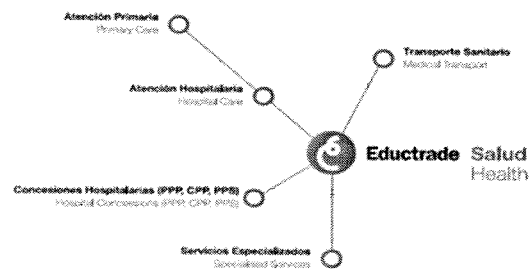 Atención Primaria
Primary Care
Transporte Sanitario
Medical Transport
Atención Hospitalaria
Hospital Care
Eductrade Salud
Health
Concesiones Hospitalarias (PPP, CPP, PPS)
Hospital Concessions (PPP, CPP, PPS)
Servicios Especializados
Specialised Services